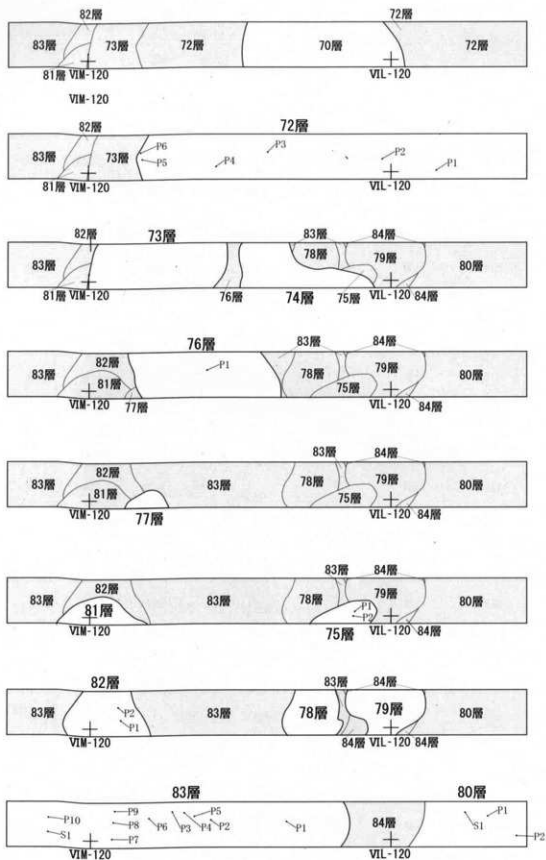 82層 72層
83層 73層 72層 70層 72層
81層 VIM-120 VIL-120
VIM-120
72層
82層
83層 73層 P6 P5 P4 P3 P2 P1
81層 VIM-120 VIL-120
82層 73層 83層 84層
83層 78層 79層 80層
81層 VIM-120 76層 74層 75層 VIL-120 84層
76層 83層 84層
83層 82層 P1 78層 79層 80層
81層 75層
VIM-120 77層 VIL-120 84層
83層 84層
83層 82層 83層 78層 79層 80層
81層 75層
VIM-120 77層 VIL-120 84層
83層 84層
83層 82層 83層 78層 79層 80層
81層 P1 P2
VIM-120 75層 VIL-120 84層
82層 83層 84層
83層 P2 P1 83層 78層 79層 80層
VIM-120 84層 VIL-120 84層
83層 80層
P10 P9 P8 P6 P3 P5 P4 P2 P1 84層 S1 P1
S1 P7 P2
VIM-120 VIL-120